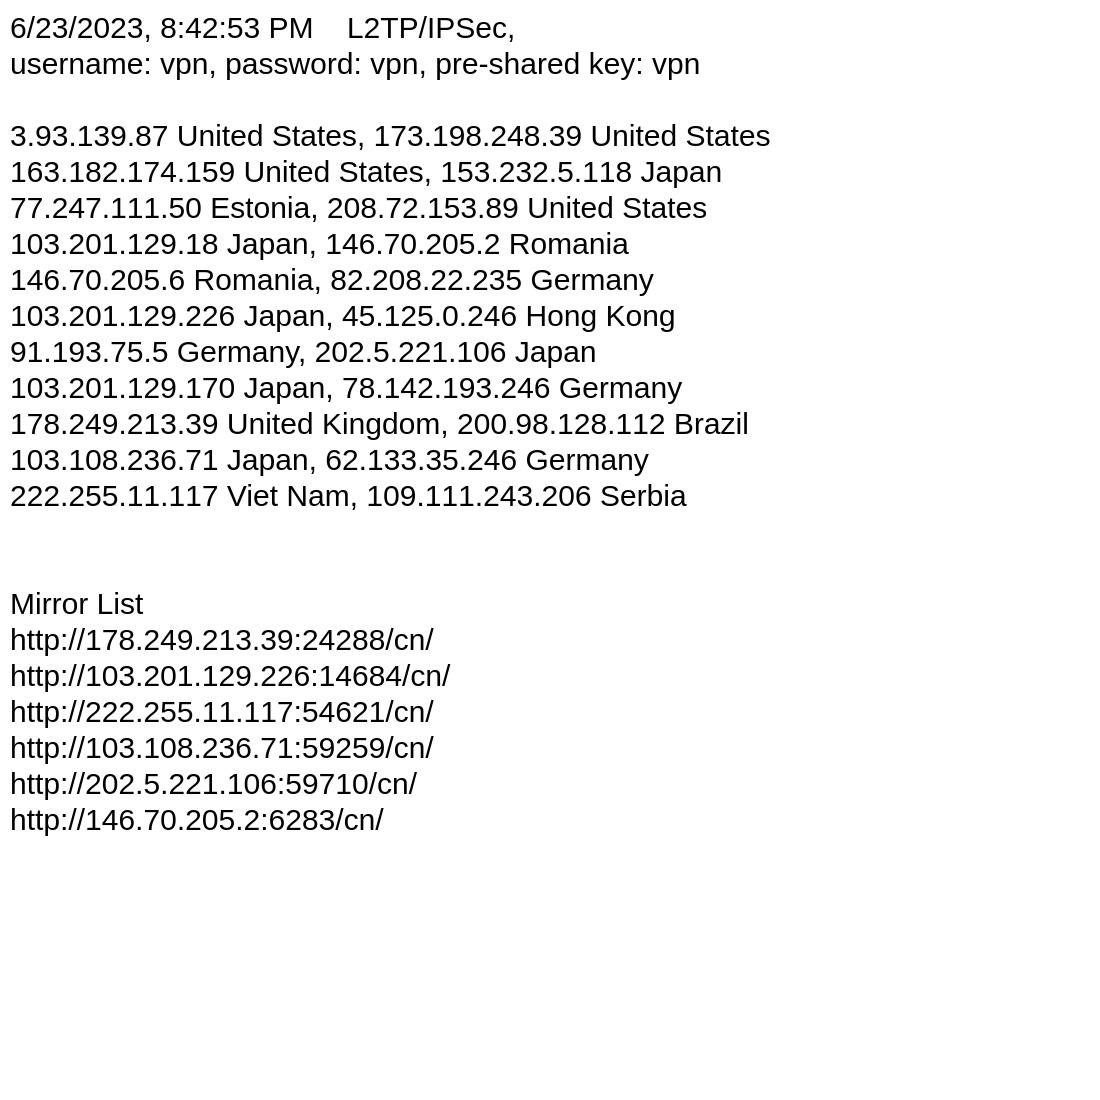 6/23/2023, 8:42:53 PM    L2TP/IPSec,
username: vpn, password: vpn, pre-shared key: vpn
3.93.139.87 United States, 173.198.248.39 United States
163.182.174.159 United States, 153.232.5.118 Japan
77.247.111.50 Estonia, 208.72.153.89 United States
103.201.129.18 Japan, 146.70.205.2 Romania
146.70.205.6 Romania, 82.208.22.235 Germany
103.201.129.226 Japan, 45.125.0.246 Hong Kong
91.193.75.5 Germany, 202.5.221.106 Japan
103.201.129.170 Japan, 78.142.193.246 Germany
178.249.213.39 United Kingdom, 200.98.128.112 Brazil
103.108.236.71 Japan, 62.133.35.246 Germany
222.255.11.117 Viet Nam, 109.111.243.206 Serbia
Mirror List
http://178.249.213.39:24288/cn/
http://103.201.129.226:14684/cn/
http://222.255.11.117:54621/cn/
http://103.108.236.71:59259/cn/
http://202.5.221.106:59710/cn/
http://146.70.205.2:6283/cn/